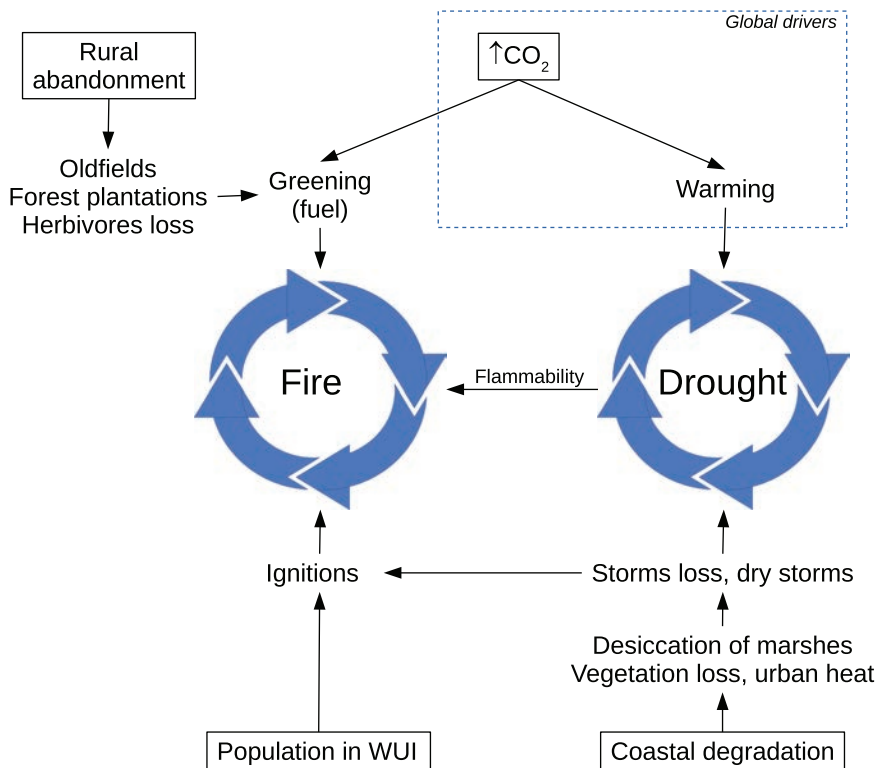 Global drivers
Rural
abandonment
↑CO₂
Oldfields
Forest plantations
Herbivores loss
Greening
(fuel)
Warming
Fire
Flammability
Drought
Ignitions
Storms loss, dry storms
Desiccation of marshes
Vegetation loss, urban heat
Population in WUI
Coastal degradation